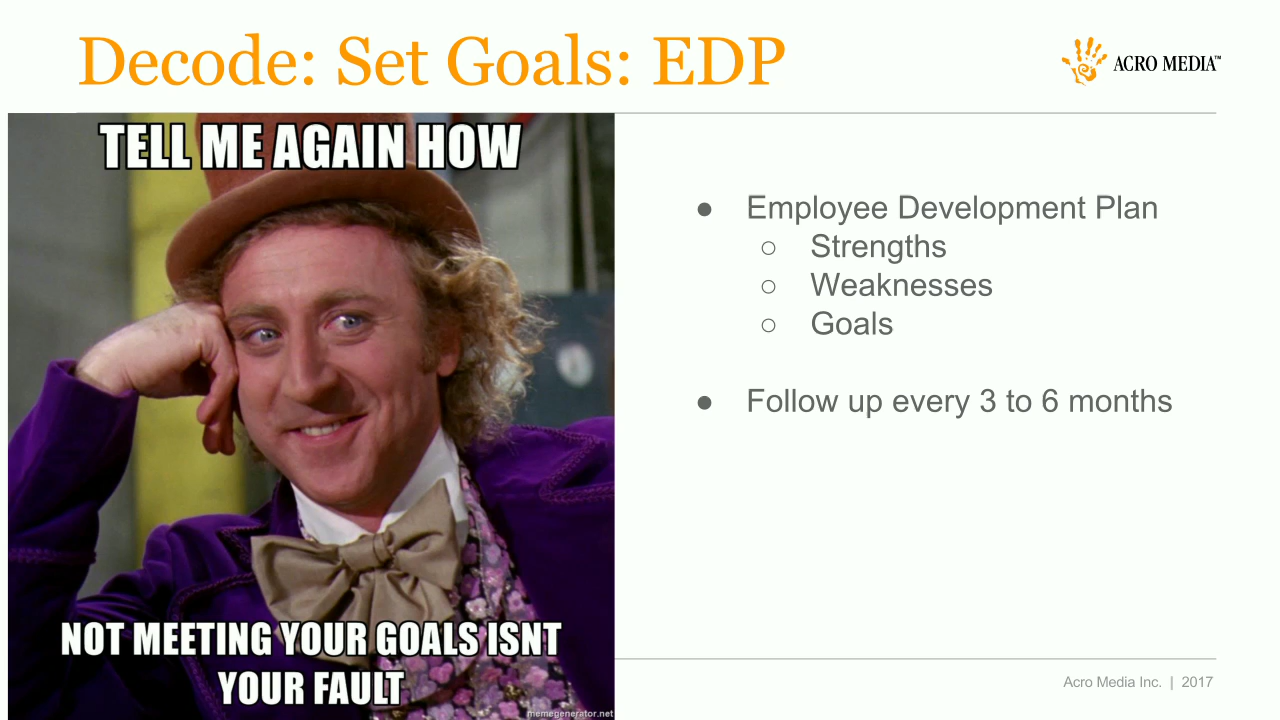 Decode: Set Goals: EDP
ACRO MEDIA™
TELL ME AGAIN HOW
NOT MEETING YOUR GOALS ISNT
YOUR FAULT
memegenerator.net
● Employee Development Plan
○ Strengths
○ Weaknesses
○ Goals
● Follow up every 3 to 6 months
Acro Media Inc. | 2017